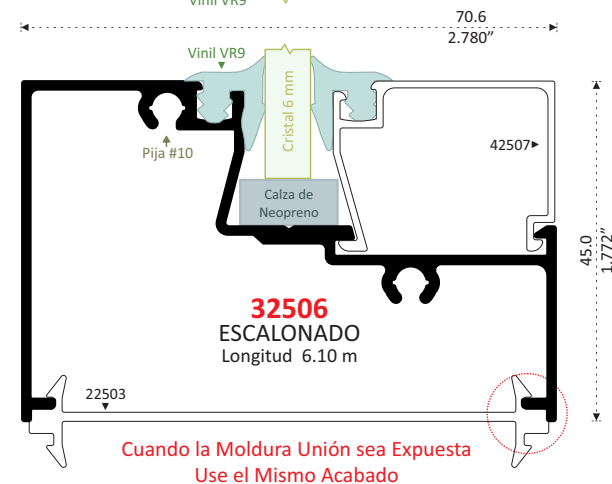 Vinil VR9
70.6
2.780”
Vinil VR9
Cristal 6 mm
Pija #10
42507
Calza de
Neopreno
45.0
1.772”
32506
ESCALONADO
Longitud 6.10 m
22503
Cuando la Moldura Unión sea Expuesta
Use el Mismo Acabado